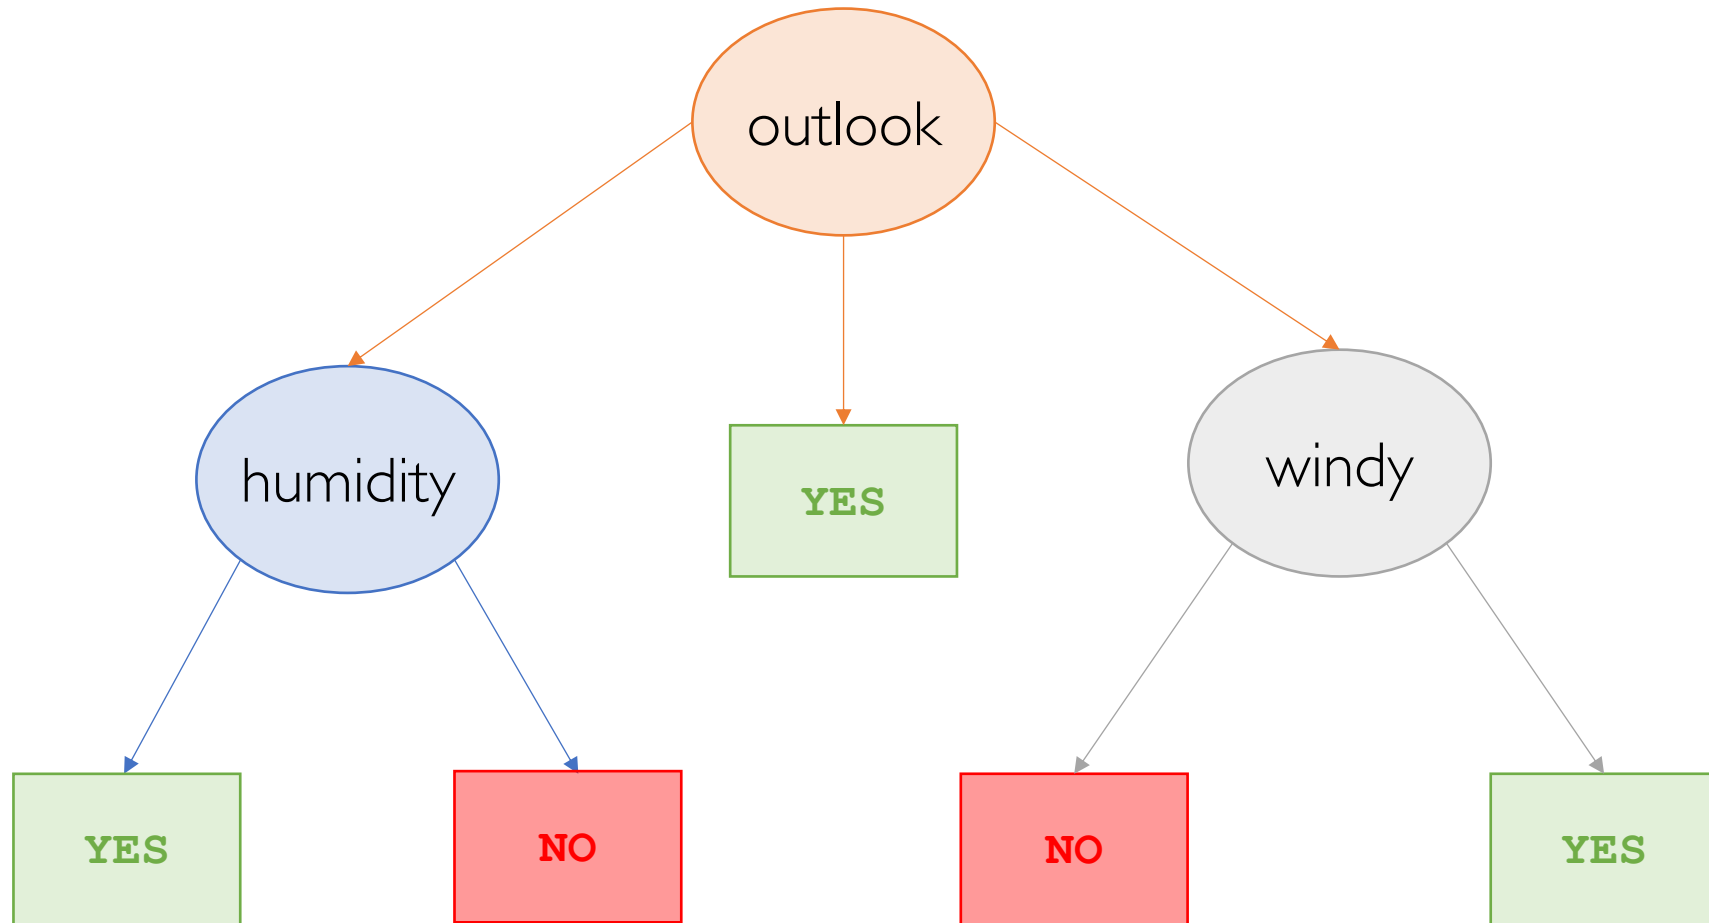 outlook
humidity
YES
windy
YES
NO
NO
YES